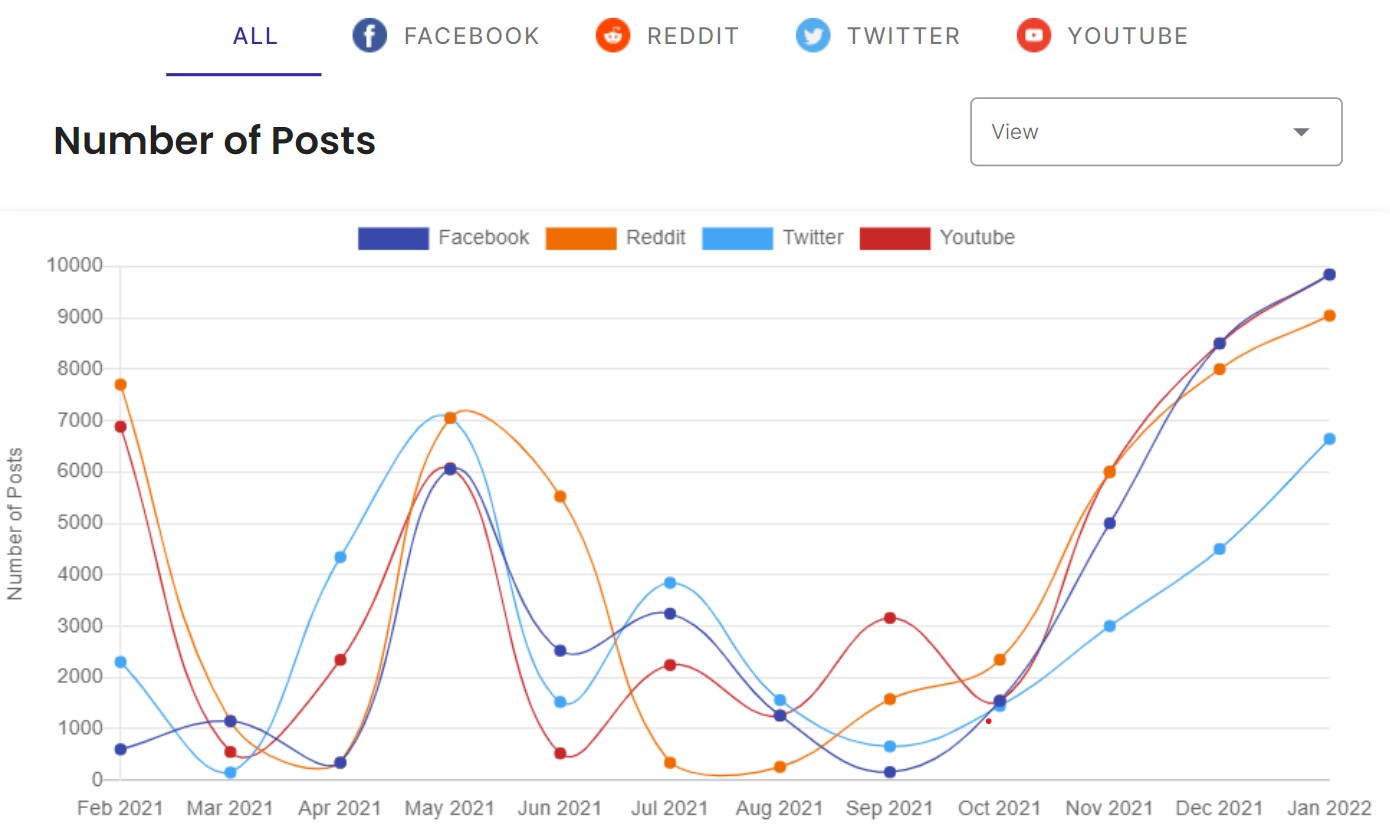 ALL FACEBOOK REDDIT TWITTER YOUTUBE
Number of Posts
View
Facebook Reddit Twitter Youtube
10000
9000
8000
7000
6000
5000
4000
3000
2000
1000
0
Number of Posts
Feb 2021 Mar 2021 Apr 2021 May 2021 Jun 2021 Jul 2021 Aug 2021 Sep 2021 Oct 2021 Nov 2021 Dec 2021 Jan 2022